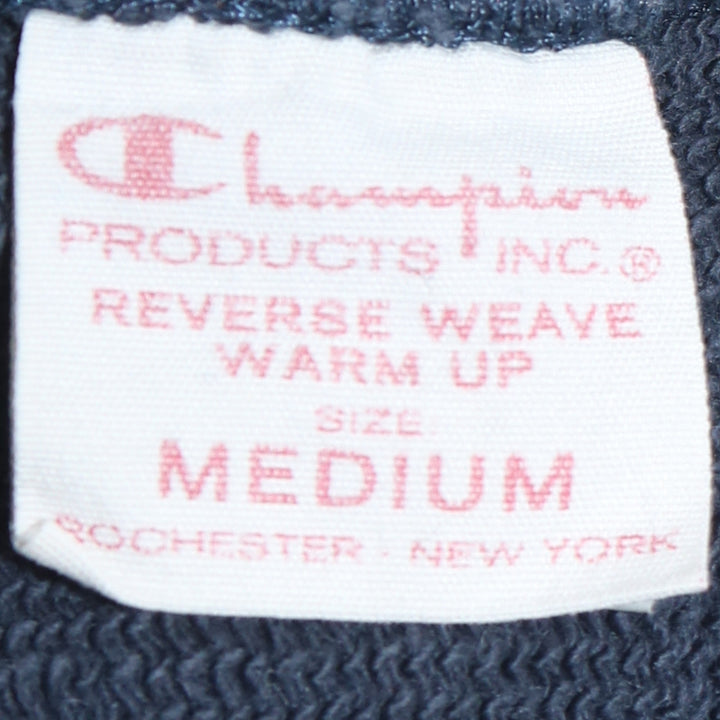 Champion
PRODUCTS INC.®
REVERSE WEAVE
WARM UP
SIZE:
MEDIUM
ROCHESTER - NEW YORK